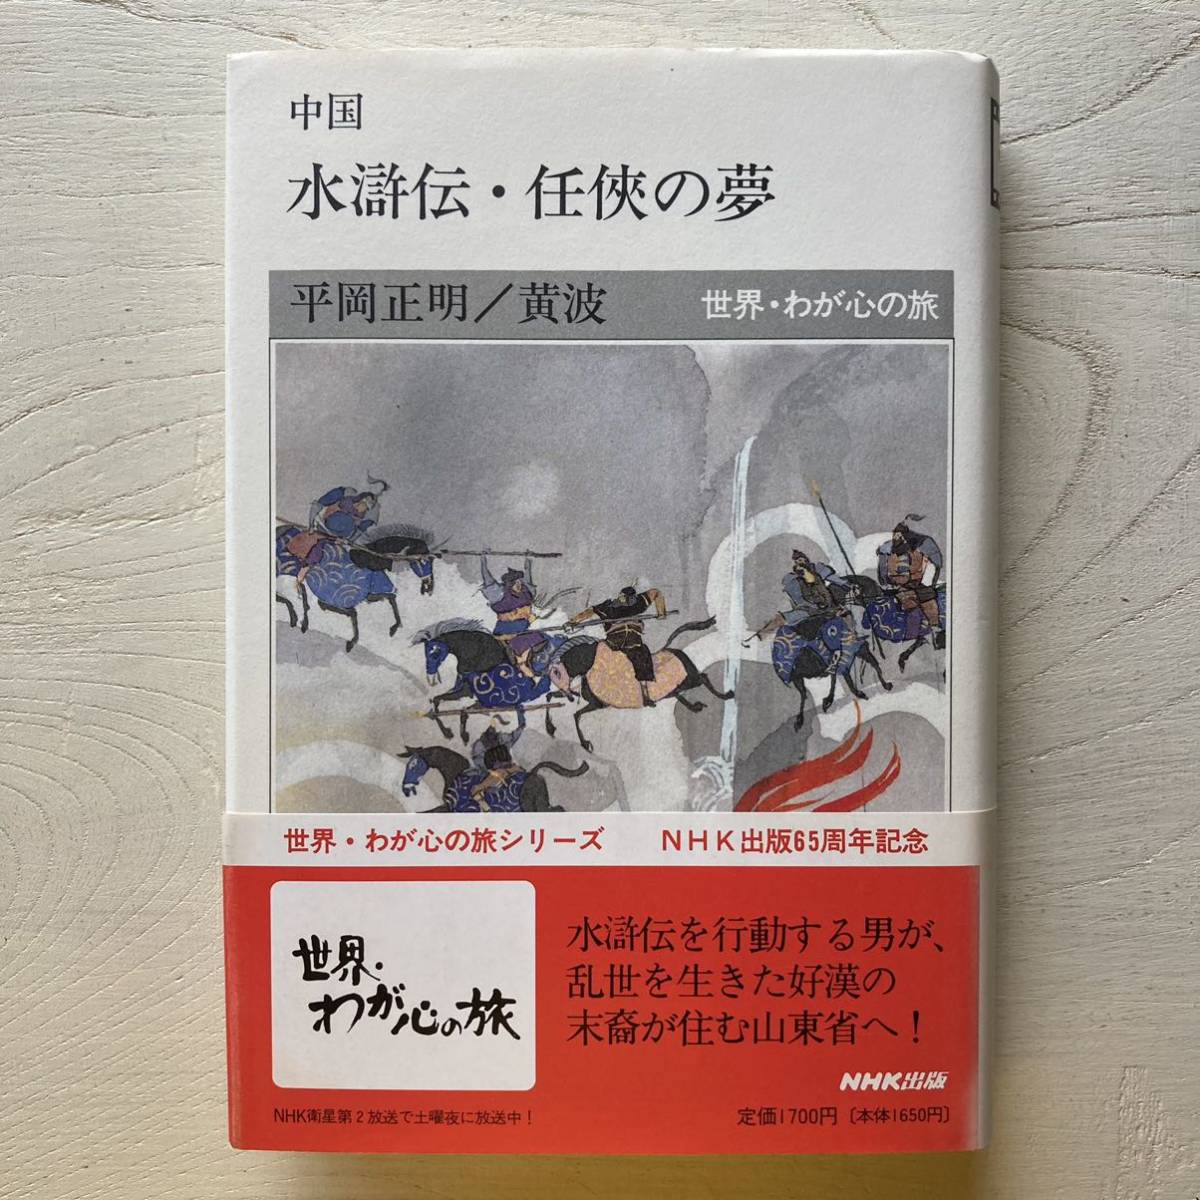 中国
水滸伝・任俠の夢
平岡正明／黄波
世界・わが心の旅
世界・わが心の旅シリーズ
NHK出版65周年記念
世界・
わが心の旅
水滸伝を行動する男が、
乱世を生きた好漢の
末裔が住む山東省へ！
NHK出版
NHK衛星第2放送で土曜夜に放送中！
定価1700円〔本体1650円〕